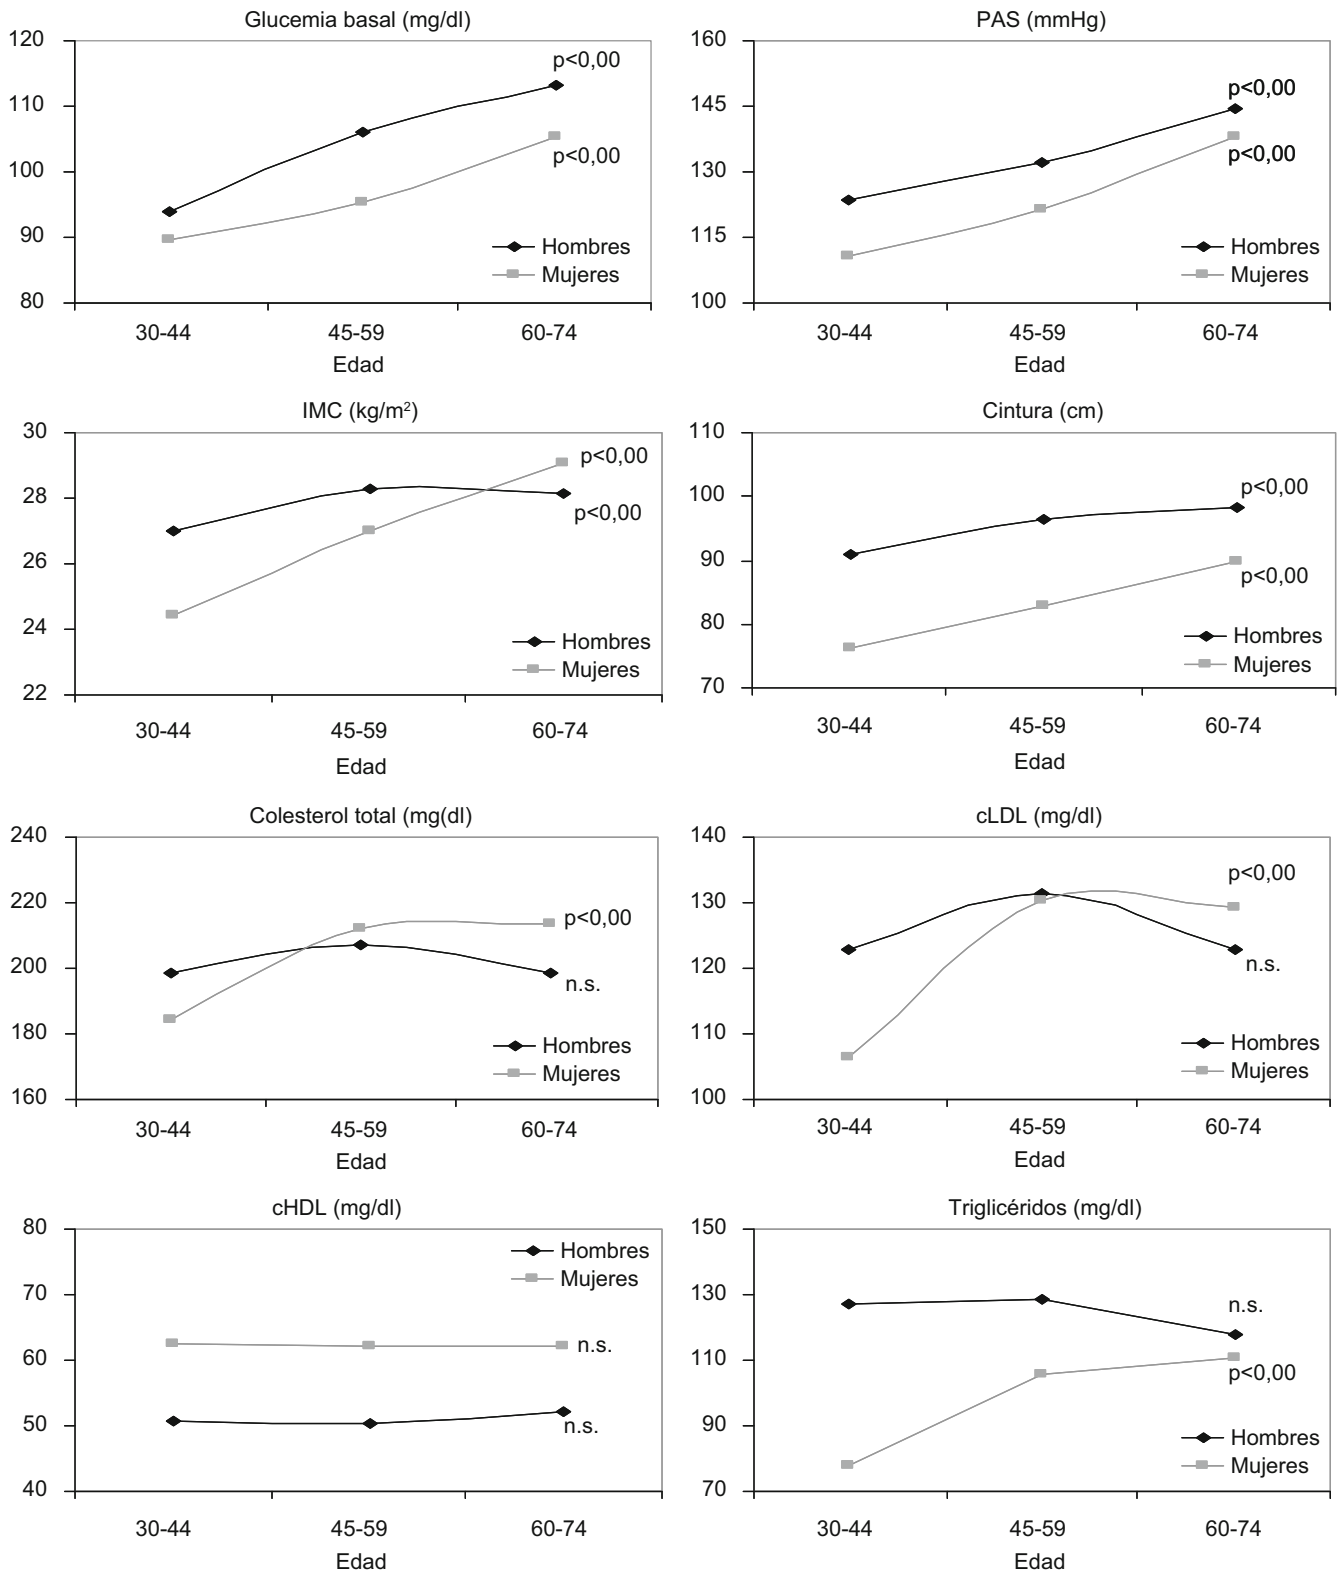 Glucemia basal (mg/dl)
120
110
100
90
80
p<0,00
p<0,00
Hombres
Mujeres
30-44 45-59 60-74
Edad
PAS (mmHg)
160
145
130
115
100
p<0,00
p<0,00
Hombres
Mujeres
30-44 45-59 60-74
Edad
IMC (kg/m²)
30
28
26
24
22
p<0,00
p<0,00
Hombres
Mujeres
30-44 45-59 60-74
Edad
Cintura (cm)
110
100
90
80
70
p<0,00
p<0,00
Hombres
Mujeres
30-44 45-59 60-74
Edad
Colesterol total (mg(dl)
240
220
200
180
160
p<0,00
n.s.
Hombres
Mujeres
30-44 45-59 60-74
Edad
cLDL (mg/dl)
140
130
120
110
100
p<0,00
n.s.
Hombres
Mujeres
30-44 45-59 60-74
Edad
cHDL (mg/dl)
80
70
60
50
40
Hombres
Mujeres
n.s.
n.s.
30-44 45-59 60-74
Edad
Triglicéridos (mg/dl)
150
130
110
90
70
n.s.
p<0,00
Hombres
Mujeres
30-44 45-59 60-74
Edad